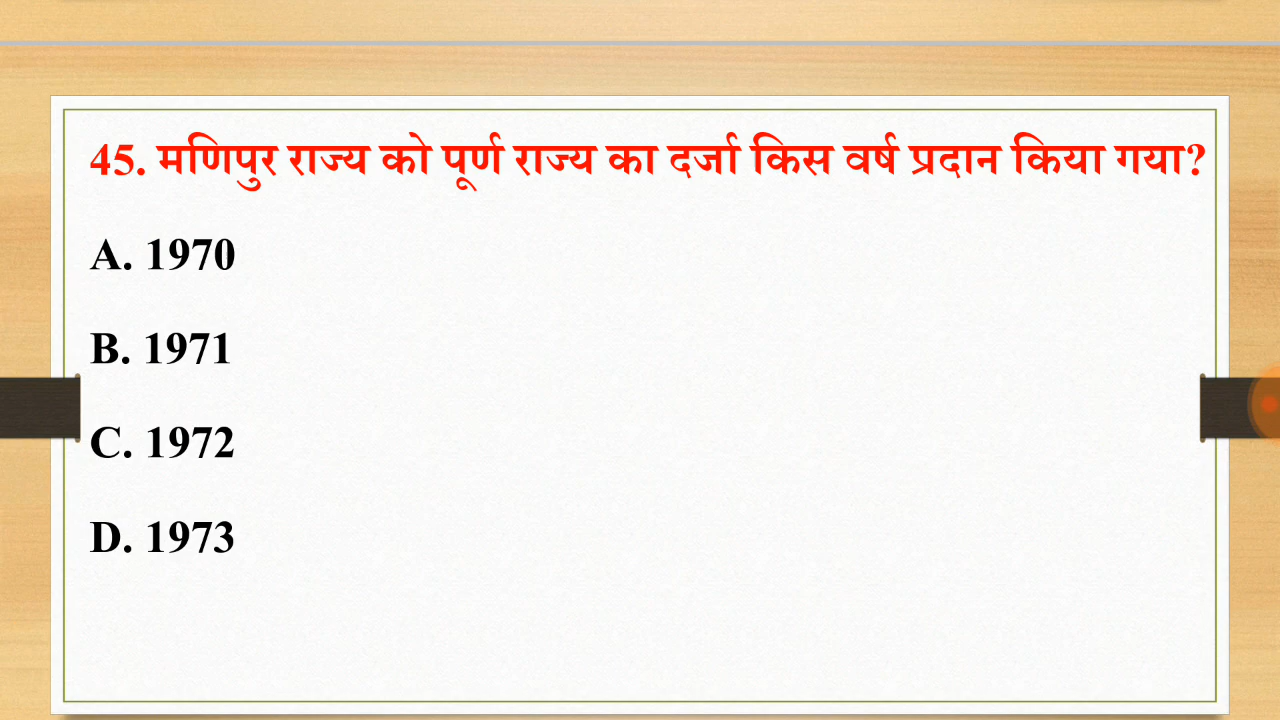 45. मणिपुर राज्य को पूर्ण राज्य का दर्जा किस वर्ष प्रदान किया गया?
A. 1970
B. 1971
C. 1972
D. 1973